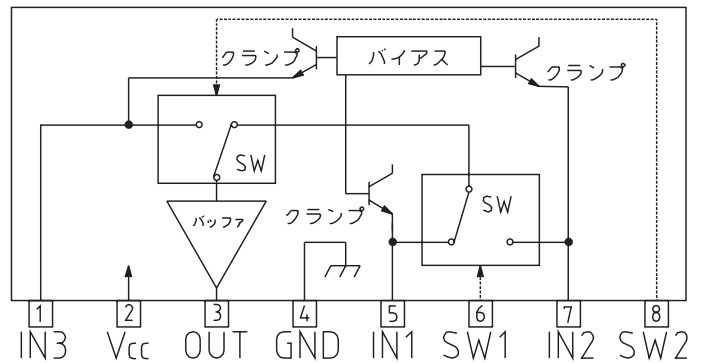 クランプ バイアス クランプ
SW
クランプ SW
バッファ
1 2 3 4 5 6 7 8
IN3 Vcc OUT GND IN1 SW1 IN2 SW2